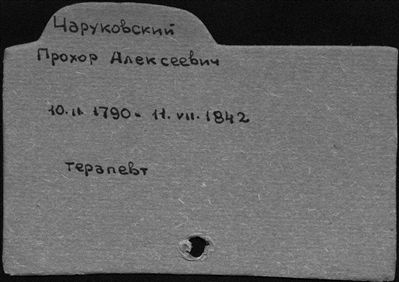 Чаруковский
Прохор Алексеевич
10.II 1790 - 11.VII.1842
терапевт